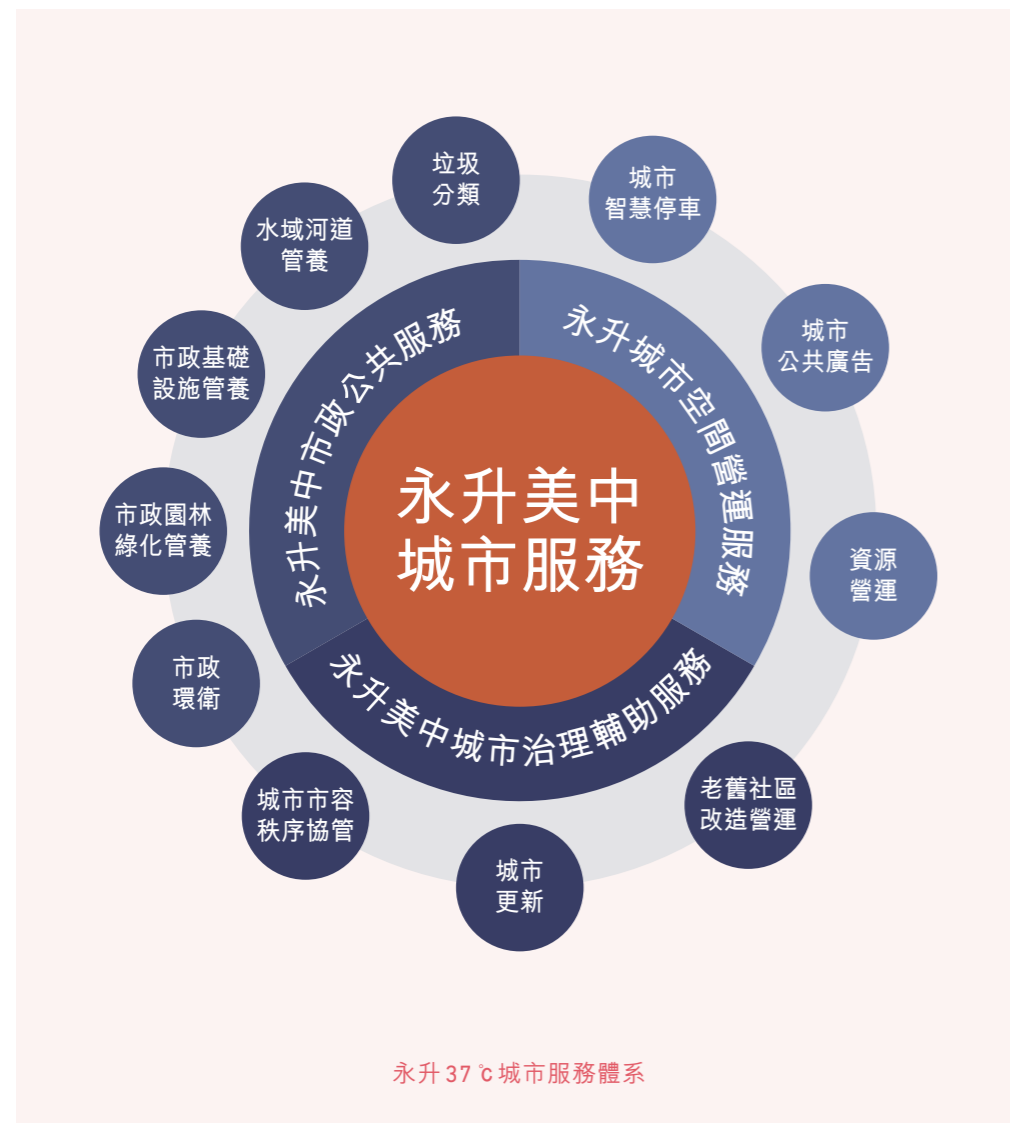 永升美中
城市服務
永升美中市政公共服務
永升城市空間營運服務
永升美中城市治理輔助服務
垃圾
分類
水域河道
管養
市政基礎
設施管養
市政園林
綠化管養
市政
環衛
城市
智慧停車
城市
公共廣告
資源
營運
老舊社區
改造營運
城市
更新
城市市容
秩序協管
永升37℃城市服務體系